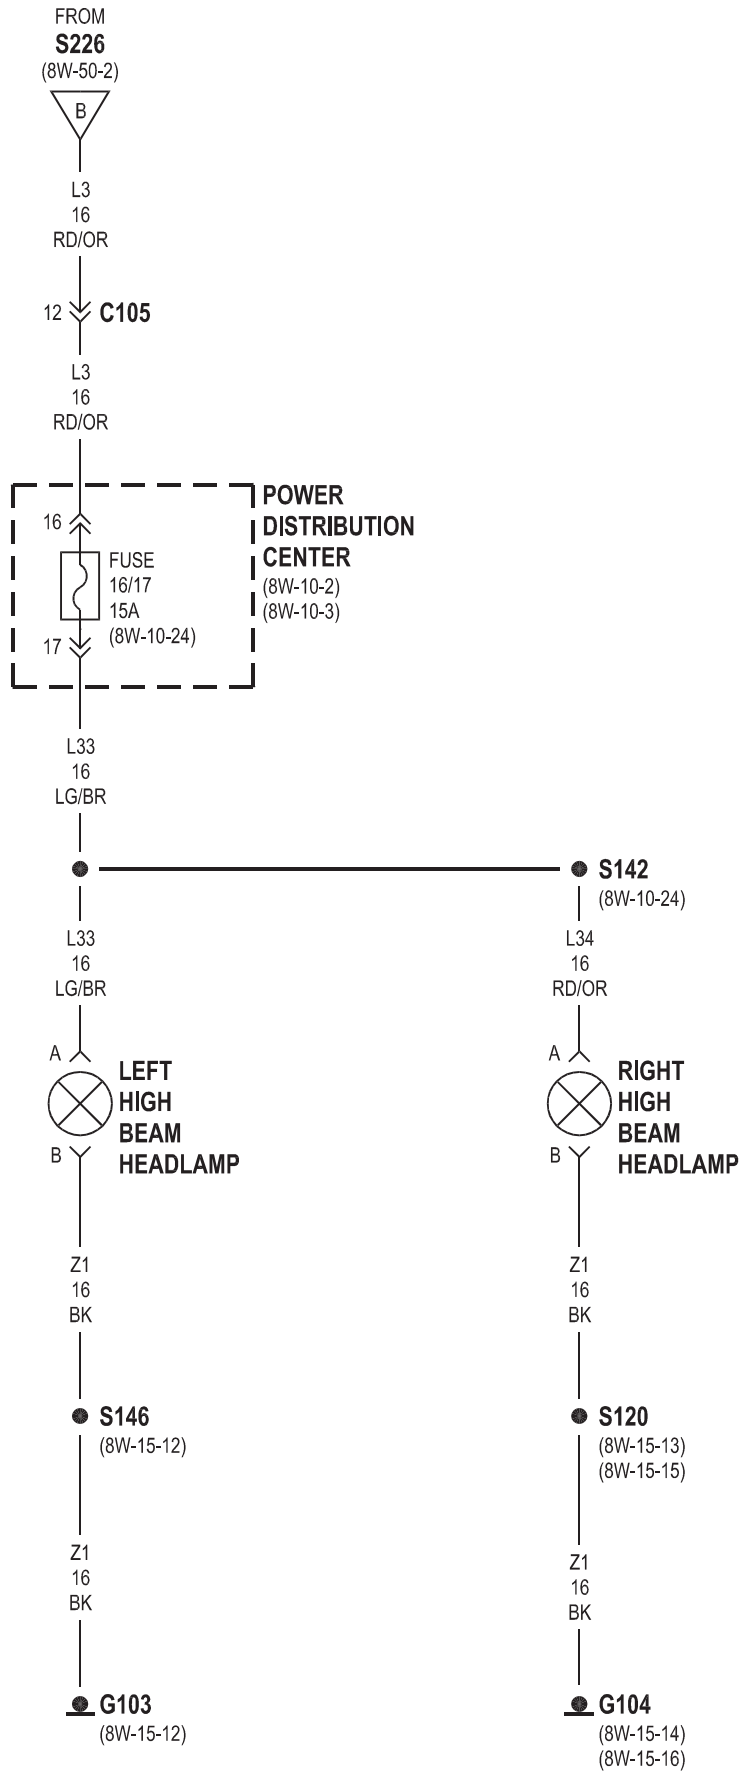 FROM
S226
(8W-50-2)
B
L3
16
RD/OR
12 C105
L3
16
RD/OR
POWER
DISTRIBUTION
CENTER
(8W-10-2)
(8W-10-3)
16
FUSE
16/17
15A
(8W-10-24)
17
L33
16
LG/BR
S142
(8W-10-24)
L33
16
LG/BR
L34
16
RD/OR
A
LEFT
HIGH
BEAM
HEADLAMP
B
A
RIGHT
HIGH
BEAM
HEADLAMP
B
Z1
16
BK
Z1
16
BK
S146
(8W-15-12)
S120
(8W-15-13)
(8W-15-15)
Z1
16
BK
Z1
16
BK
G103
(8W-15-12)
G104
(8W-15-14)
(8W-15-16)